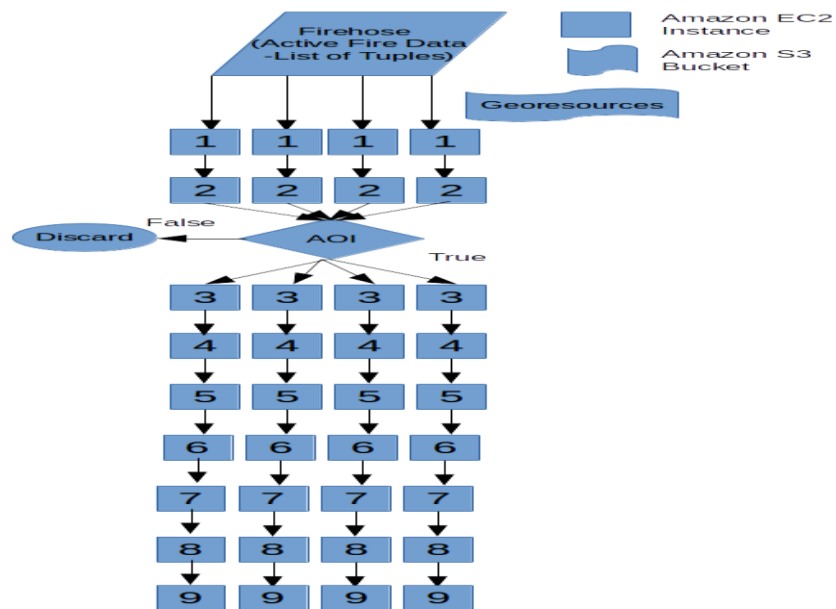 Firehose
(Active Fire Data
-List of Tuples)
Amazon EC2
Instance
Amazon S3
Bucket
Georesources
1 1 1 1
2 2 2 2
False
Discard
AOI
True
3 3 3 3
4 4 4 4
5 5 5 5
6 6 6 6
7 7 7 7
8 8 8 8
9 9 9 9